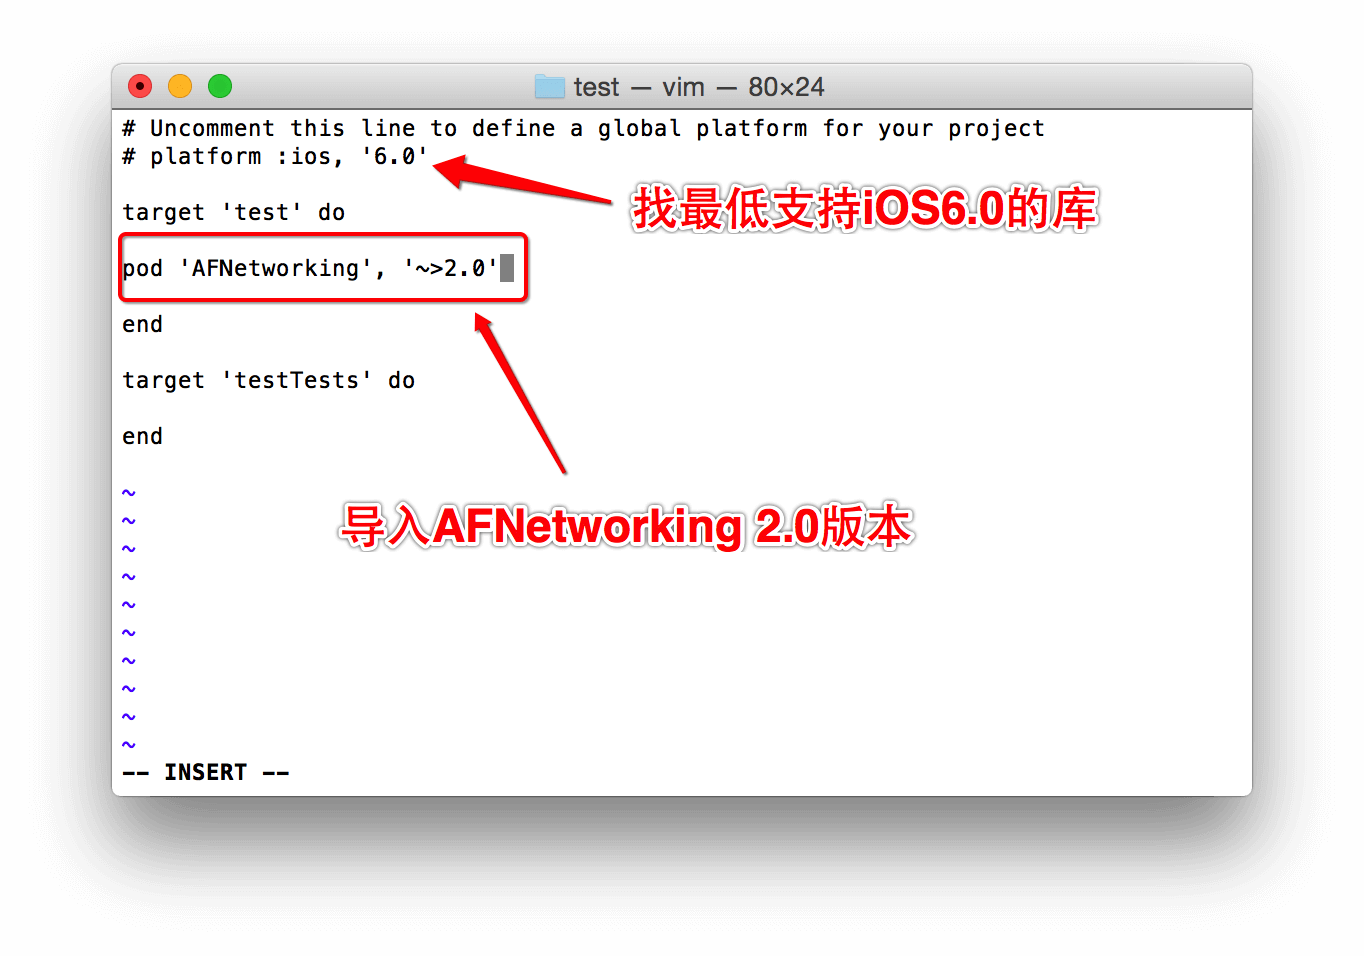 test — vim — 80×24
# Uncomment this line to define a global platform for your project
# platform :ios, '6.0'
找最低支持iOS6.0的库
target 'test' do
pod 'AFNetworking', '~>2.0'
end
target 'testTests' do
end
导入AFNetworking 2.0版本
~
~
~
~
~
~
~
~
~
~
-- INSERT --